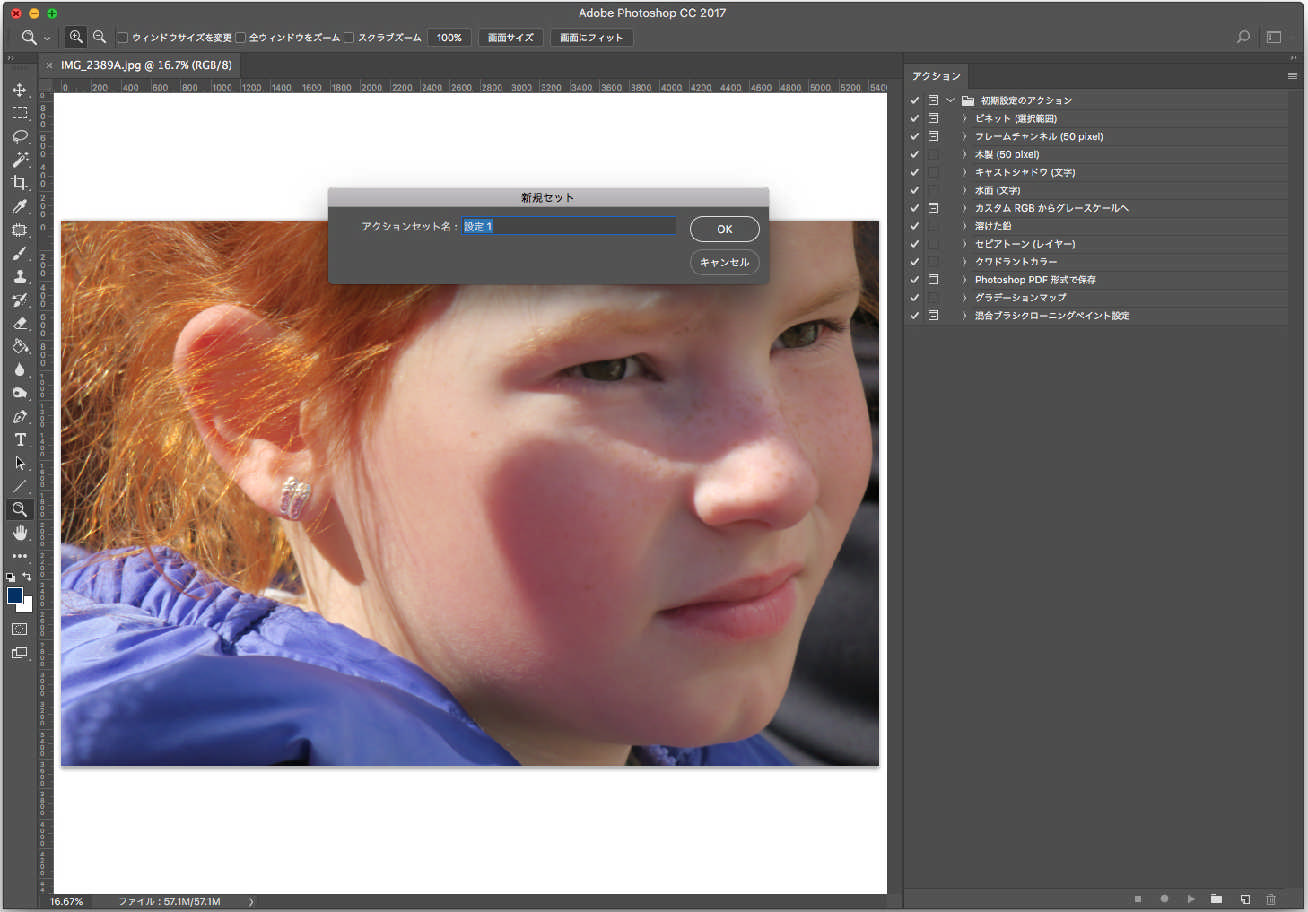 Adobe Photoshop CC 2017
ウィンドウサイズを変更 全ウィンドウをズーム スクラブズーム 100% 画面サイズ 画面にフィット
IMG_2389A.jpg @ 16.7% (RGB/8)
アクション
0 200 400 600 800 1000 1200 1400 1600 1800 2000 2200 2400 2600 2800 3000 3200 3400 3600 3800 4000 4200 4400 4600 4800 5000 5200 5400
初期設定のアクション
ビネット (選択範囲)
フレームチャンネル (50 pixel)
木製 (50 pixel)
キャストシャドウ (文字)
水面 (文字)
カスタム RGB からグレースケールへ
溶けた鉛
セピアトーン (レイヤー)
クワドラントカラー
Photoshop PDF 形式で保存
グラデーションマップ
混合ブラシクローニングペイント設定
新規セット
アクションセット名 : 設定 1
OK
キャンセル
16.67% ファイル : 57.1M/57.1M